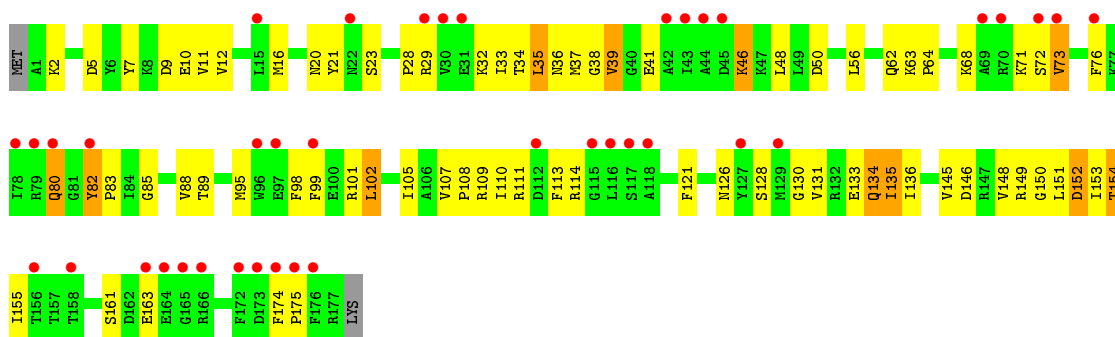 MET A1 K2 D5 Y6 Y7 K8 D9 E10 V11 V12 L15 M16 N20 Y21 N22 S23 P28 R29 V30 E31 K32 I33 T34 L35 N36 M37 G38 V39 G40 E41 A42 I43 A44 D45 K46 K47 L48 L49 D50 L56 Q62 K63 P64 K68 A69 R70 K71 S72 V73 F76 K77
I78 R79 Q80 G81 Y82 P83 I84 G85 V88 T89 M95 W96 E97 F98 F99 E100 R101 L102 I105 A106 V107 P108 R109 I110 R111 D112 F113 R114 G115 L116 S117 A118 F121 N126 Y127 S128 M129 G130 V131 R132 E133 Q134 I135 I136 V145 D146 R147 V148 R149 G150 L151 D152 I153 T154
I155 T156 T157 T158 S161 D162 E163 E164 G165 R166 F172 D173 F174 P175 F176 R177 LYS